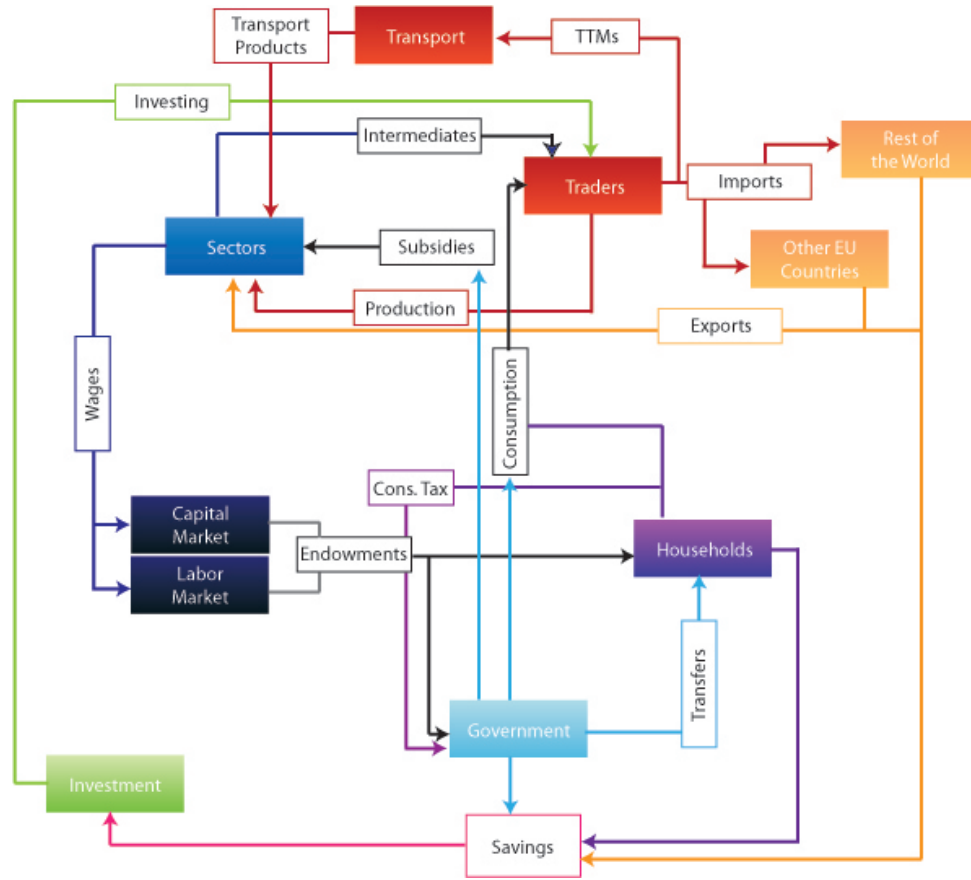 Transport
Products
Transport
TTMs
Investing
Intermediates
Rest of
the World
Traders
Imports
Sectors
Subsidies
Other EU
Countries
Production
Exports
Wages
Consumption
Cons. Tax
Capital
Market
Endowments
Households
Labor
Market
Transfers
Government
Investment
Savings